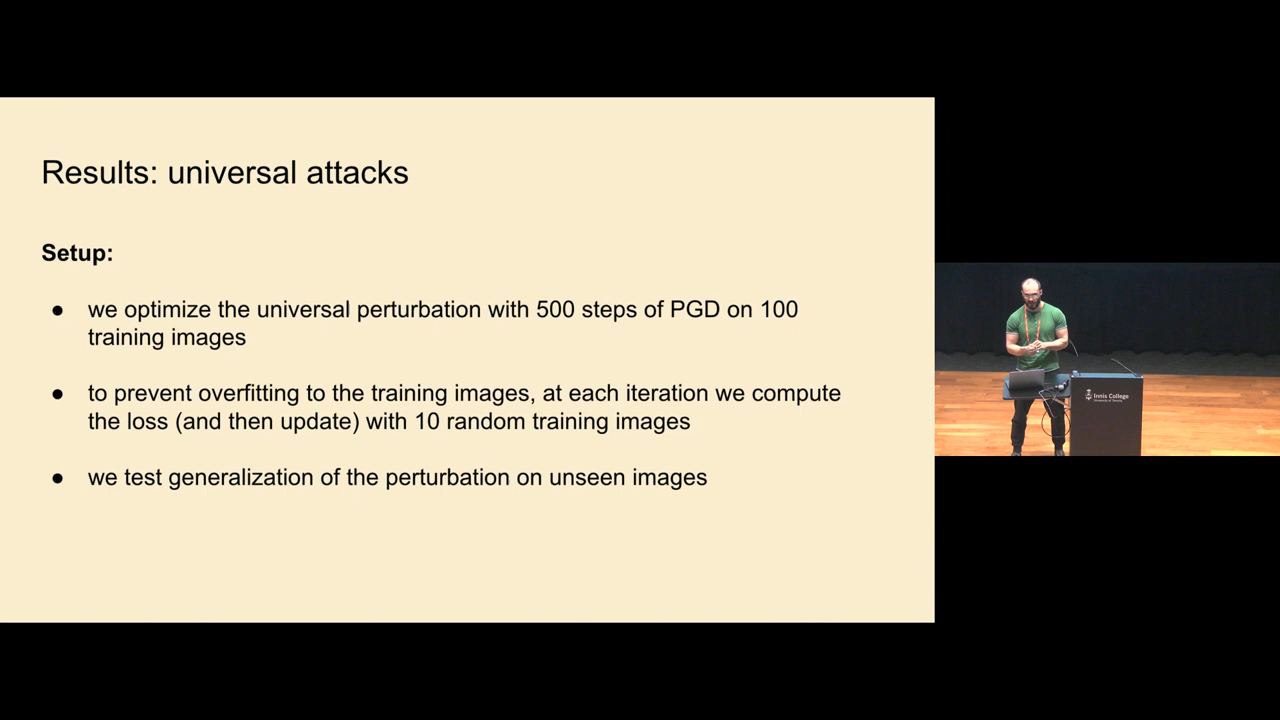 Results: universal attacks
Setup:
● we optimize the universal perturbation with 500 steps of PGD on 100
training images
● to prevent overfitting to the training images, at each iteration we compute
the loss (and then update) with 10 random training images
● we test generalization of the perturbation on unseen images
Innis College